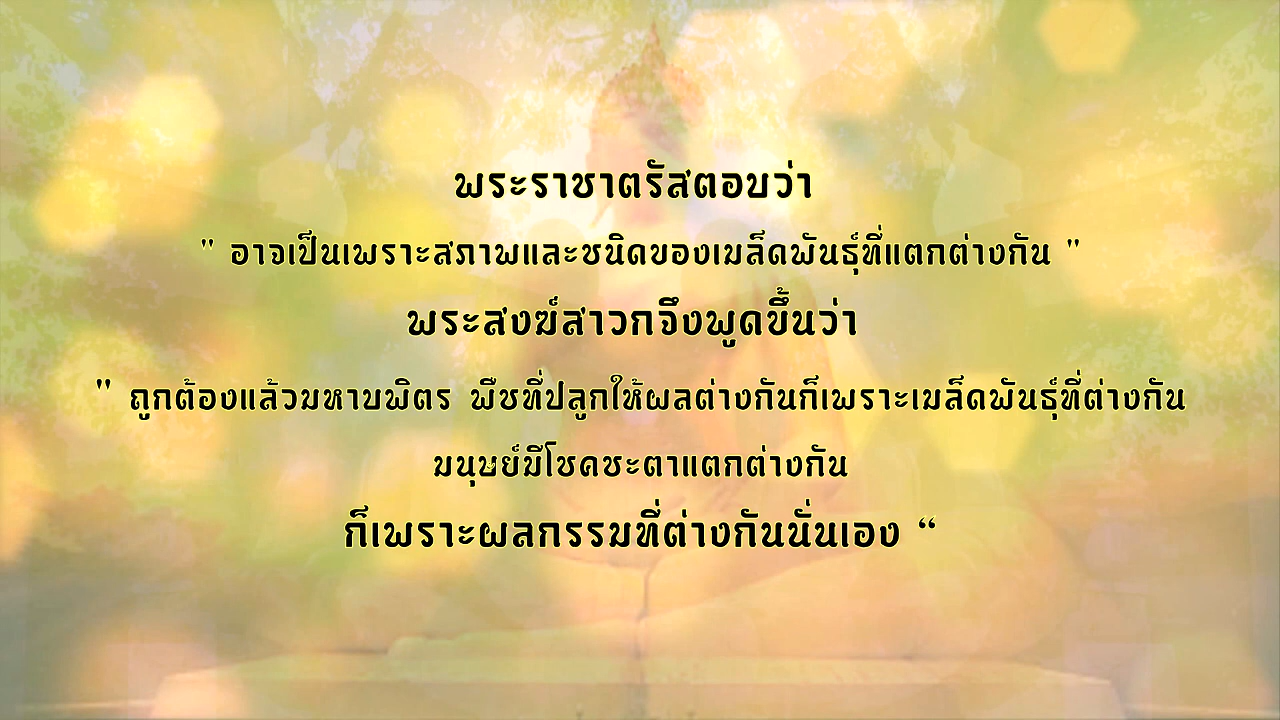 พระราชาตรัสตอบว่า
" อาจเป็นเพราะสภาพและชนิดของเมล็ดพันธุ์ที่แตกต่างกัน "
พระสงฆ์สาวกจึงพูดขึ้นว่า
" ถูกต้องแล้วมหาบพิตร พืชที่ปลูกให้ผลต่างกันก็เพราะเมล็ดพันธุ์ที่ต่างกัน
มนุษย์มีโชคชะตาแตกต่างกัน
ก็เพราะผลกรรมที่ต่างกันนั่นเอง “